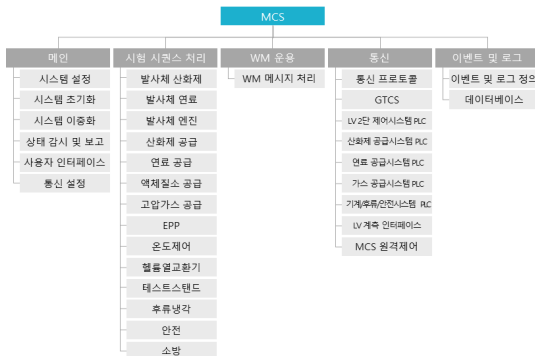 MCS
메인
시스템 설정
시스템 초기화
시스템 이중화
상태 감시 및 보고
사용자 인터페이스
통신 설정
시험 시퀀스 처리
발사체 산화제
발사체 연료
발사체 엔진
산화제 공급
연료 공급
액체질소 공급
고압가스 공급
EPP
온도제어
헬륨열교환기
테스트스탠드
후류냉각
안전
소방
WM 운용
WM 메시지 처리
통신
통신 프로토콜
GTCS
LV 2단 제어시스템 PLC
산화제 공급시스템 PLC
연료 공급시스템 PLC
가스 공급시스템 PLC
기계/후류/안전시스템 PLC
LV 계측 인터페이스
MCS 원격제어
이벤트 및 로그
이벤트 및 로그 정의
데이터베이스